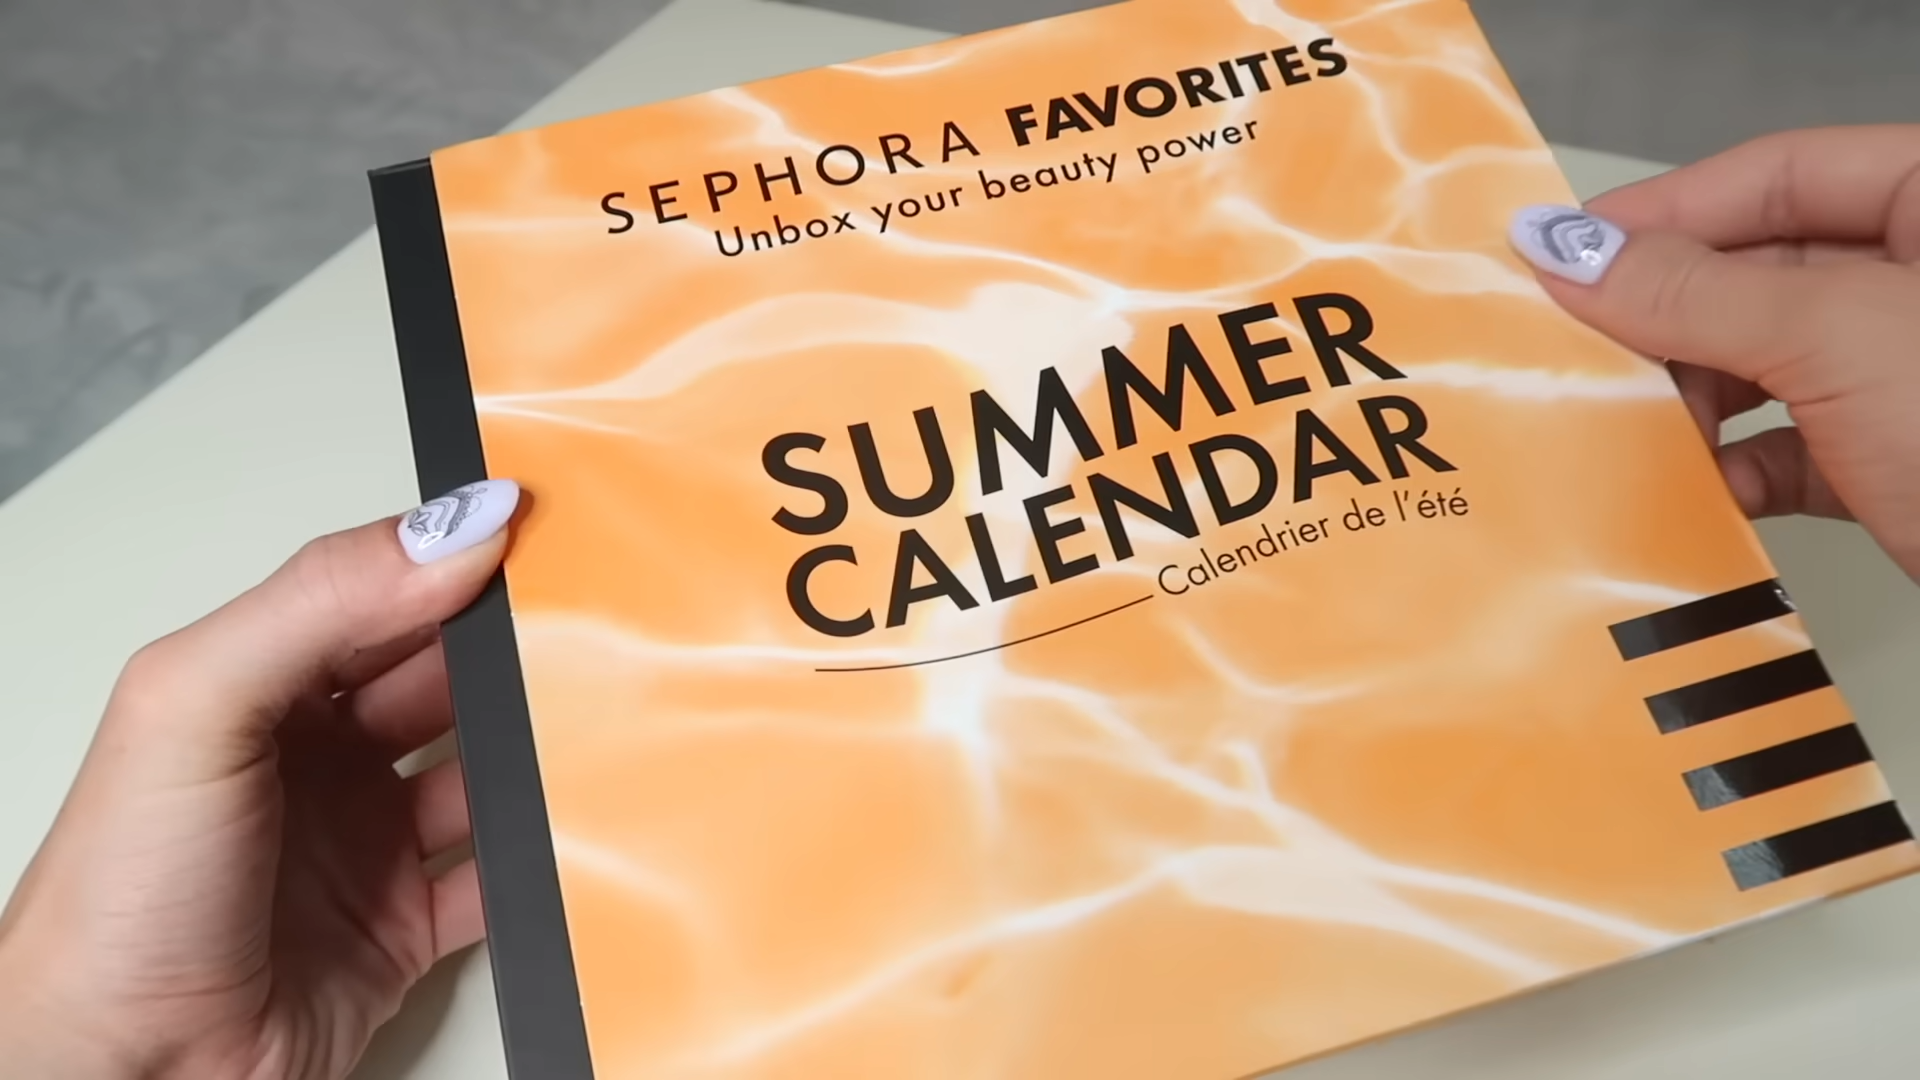 SEPHORA FAVORITES
Unbox your beauty power
SUMMER
CALENDAR
Calendrier de l'été